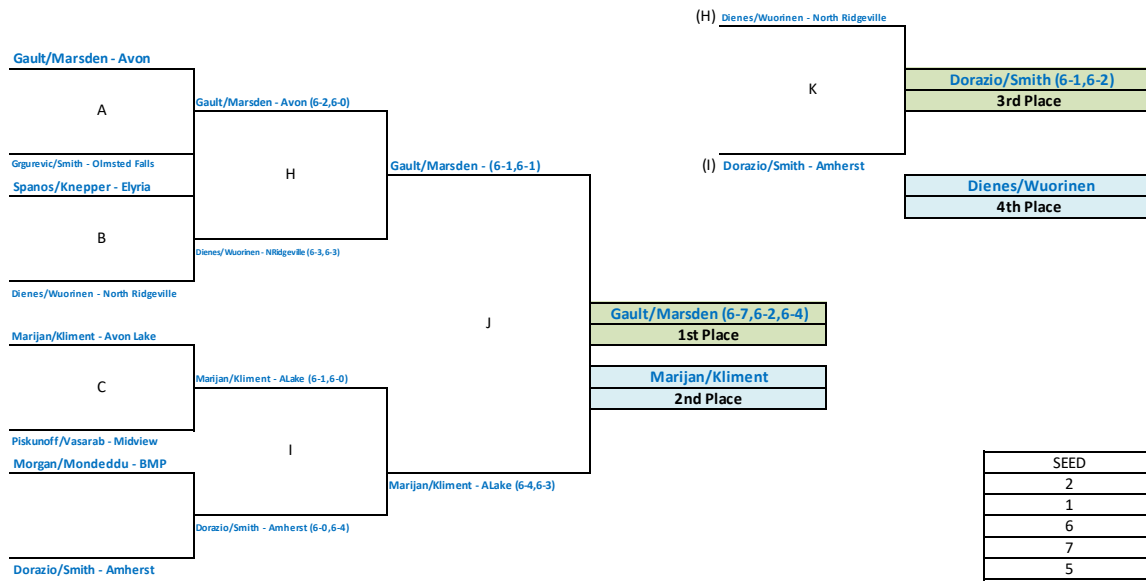 (H) Dienes/Wuorinen - North Ridgeville
Gault/Marsden - Avon
Dorazio/Smith (6-1,6-2)
K
3rd Place
Gault/Marsden - Avon (6-2,6-0)
A
Grgurevic/Smith - Olmsted Falls
Gault/Marsden - (6-1,6-1)
(I) Dorazio/Smith - Amherst
H
Spanos/Knepper - Elyria
Dienes/Wuorinen
4th Place
B
Dienes/Wuorinen - NRidgeville (6-3,6-3)
Dienes/Wuorinen - North Ridgeville
Gault/Marsden (6-7,6-2,6-4)
J
1st Place
Marijan/Kliment - Avon Lake
Marijan/Kliment
2nd Place
C
Marijan/Kliment - ALake (6-1,6-0)
Piskunoff/Vasarab - Midview
I
Morgan/Mondeddu - BMP
Marijan/Kliment - ALake (6-4,6-3)
Dorazio/Smith - Amherst (6-0,6-4)
Dorazio/Smith - Amherst
SEED
2
1
6
7
5